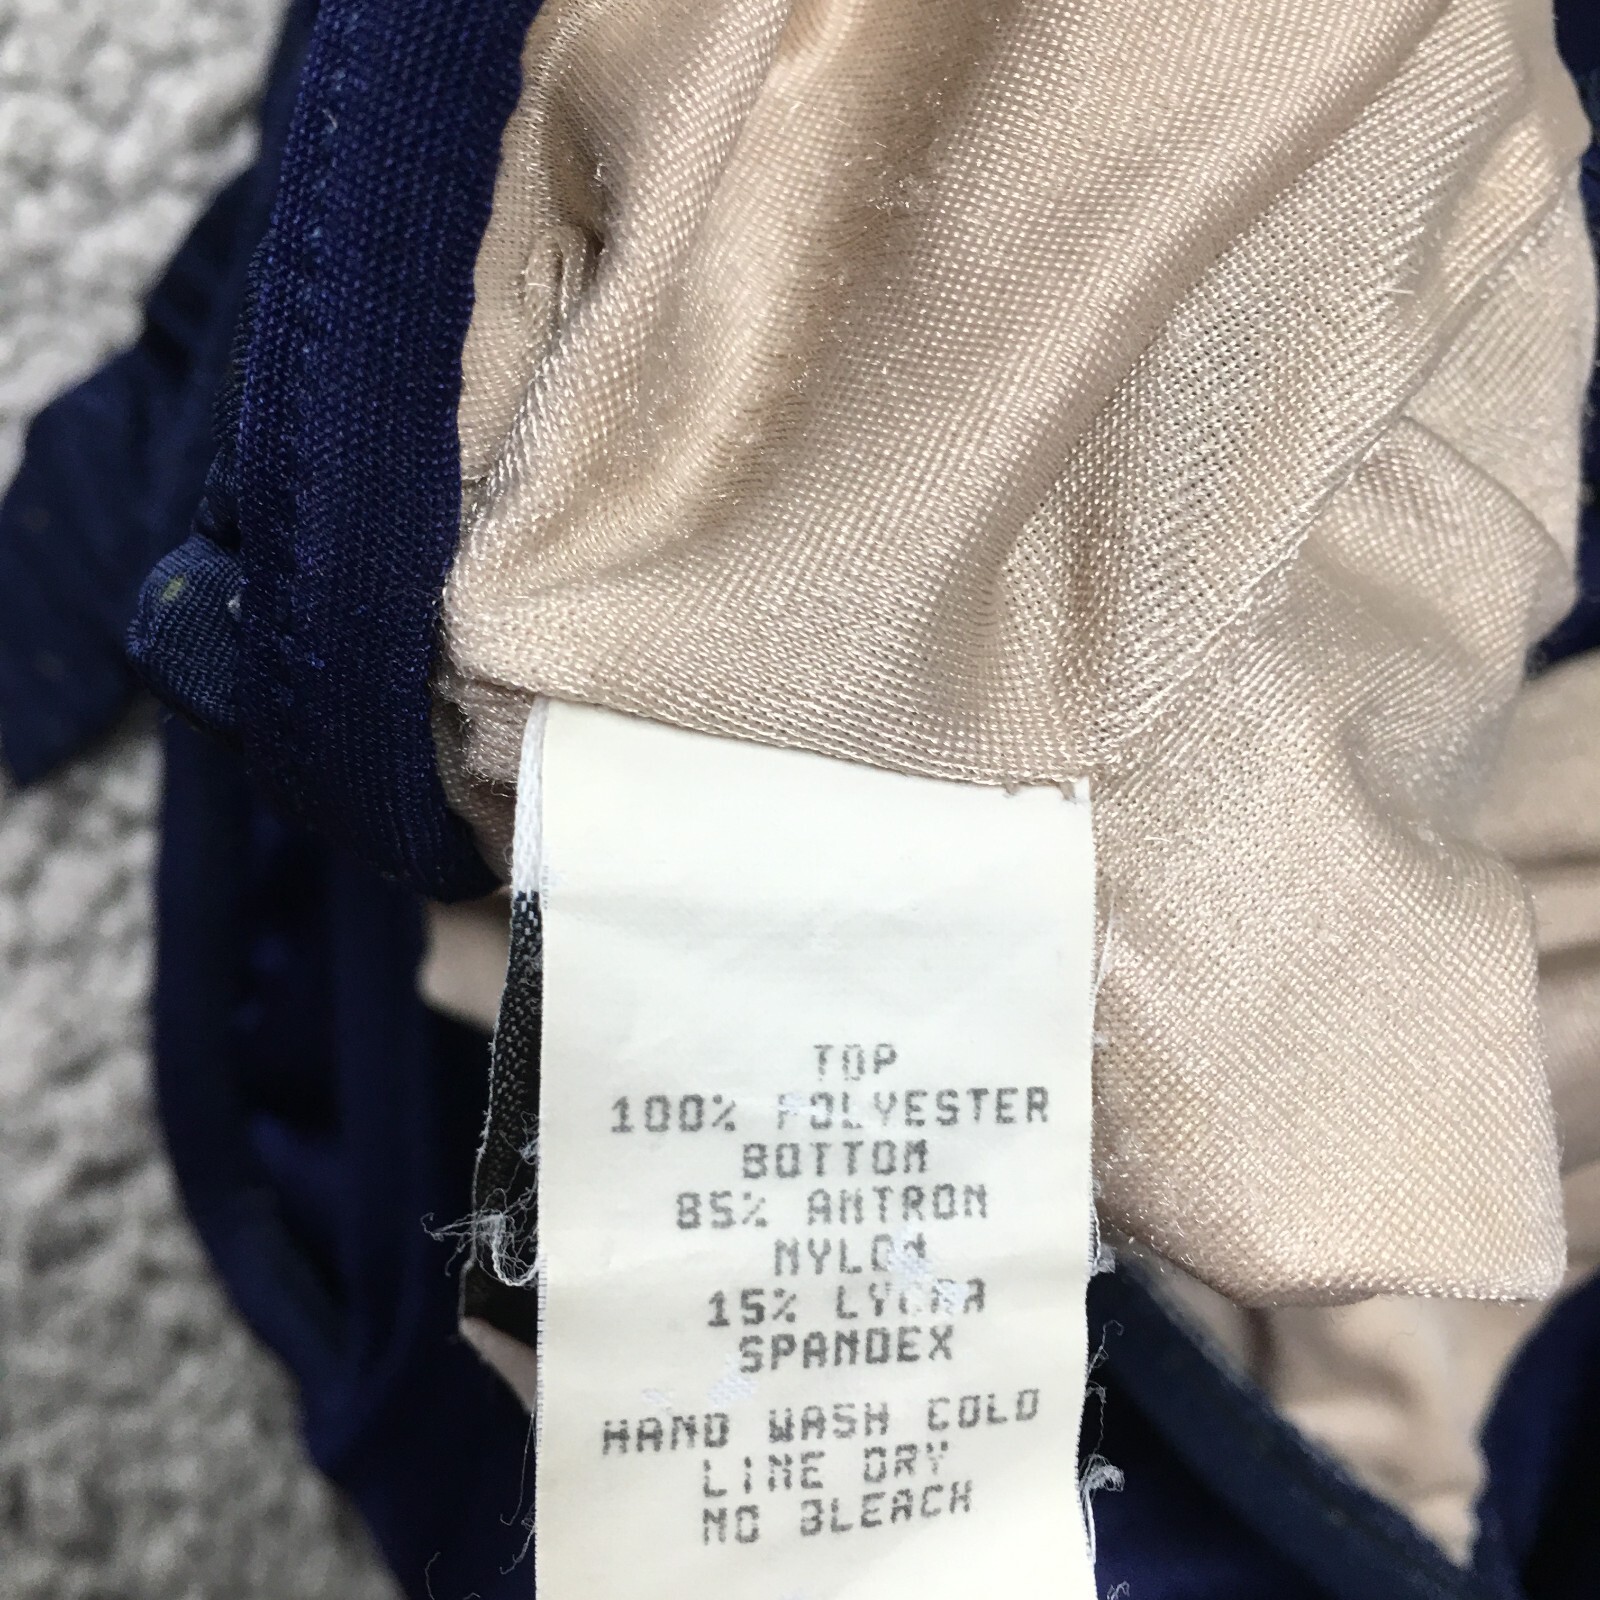 TOP
100% POLYESTER
BOTTOM
85% ANTRON
NYLON
15% LYCRA
SPANDEX
HAND WASH COLD
LINE DRY
NO BLEACH